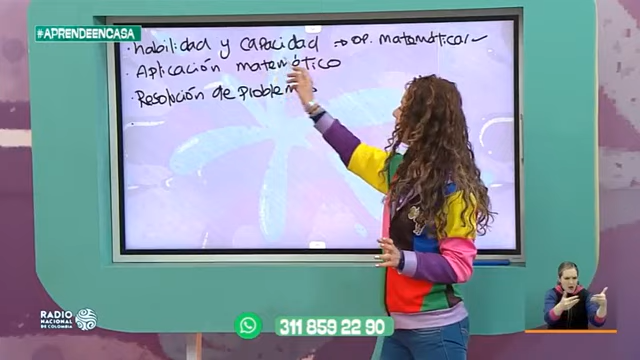 #APRENDEENCASA
· habilidad y capacidad → op. matemáticas ✓
· Aplicación matemático
· Resolución de problemas
RADIO
NACIONAL
DE COLOMBIA
311 859 22 90